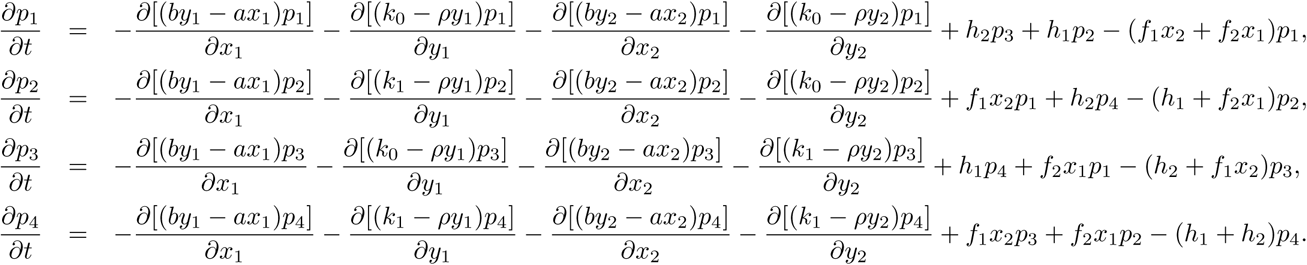 ∂p₁/∂t = −∂[(by₁ − ax₁)p₁]/∂x₁ − ∂[(k₀ − ρy₁)p₁]/∂y₁ − ∂[(by₂ − ax₂)p₁]/∂x₂ − ∂[(k₀ − ρy₂)p₁]/∂y₂ + h₂p₃ + h₁p₂ − (f₁x₂ + f₂x₁)p₁,
∂p₂/∂t = −∂[(by₁ − ax₁)p₂]/∂x₁ − ∂[(k₁ − ρy₁)p₂]/∂y₁ − ∂[(by₂ − ax₂)p₂]/∂x₂ − ∂[(k₀ − ρy₂)p₂]/∂y₂ + f₁x₂p₁ + h₂p₄ − (h₁ + f₂x₁)p₂,
∂p₃/∂t = −∂[(by₁ − ax₁)p₃/∂x₁ − ∂[(k₀ − ρy₁)p₃]/∂y₁ − ∂[(by₂ − ax₂)p₃]/∂x₂ − ∂[(k₁ − ρy₂)p₃]/∂y₂ + h₁p₄ + f₂x₁p₁ − (h₂ + f₁x₂)p₃,
∂p₄/∂t = −∂[(by₁ − ax₁)p₄]/∂x₁ − ∂[(k₁ − ρy₁)p₄]/∂y₁ − ∂[(by₂ − ax₂)p₄]/∂x₂ − ∂[(k₁ − ρy₂)p₄]/∂y₂ + f₁x₂p₃ + f₂x₁p₂ − (h₁ + h₂)p₄.